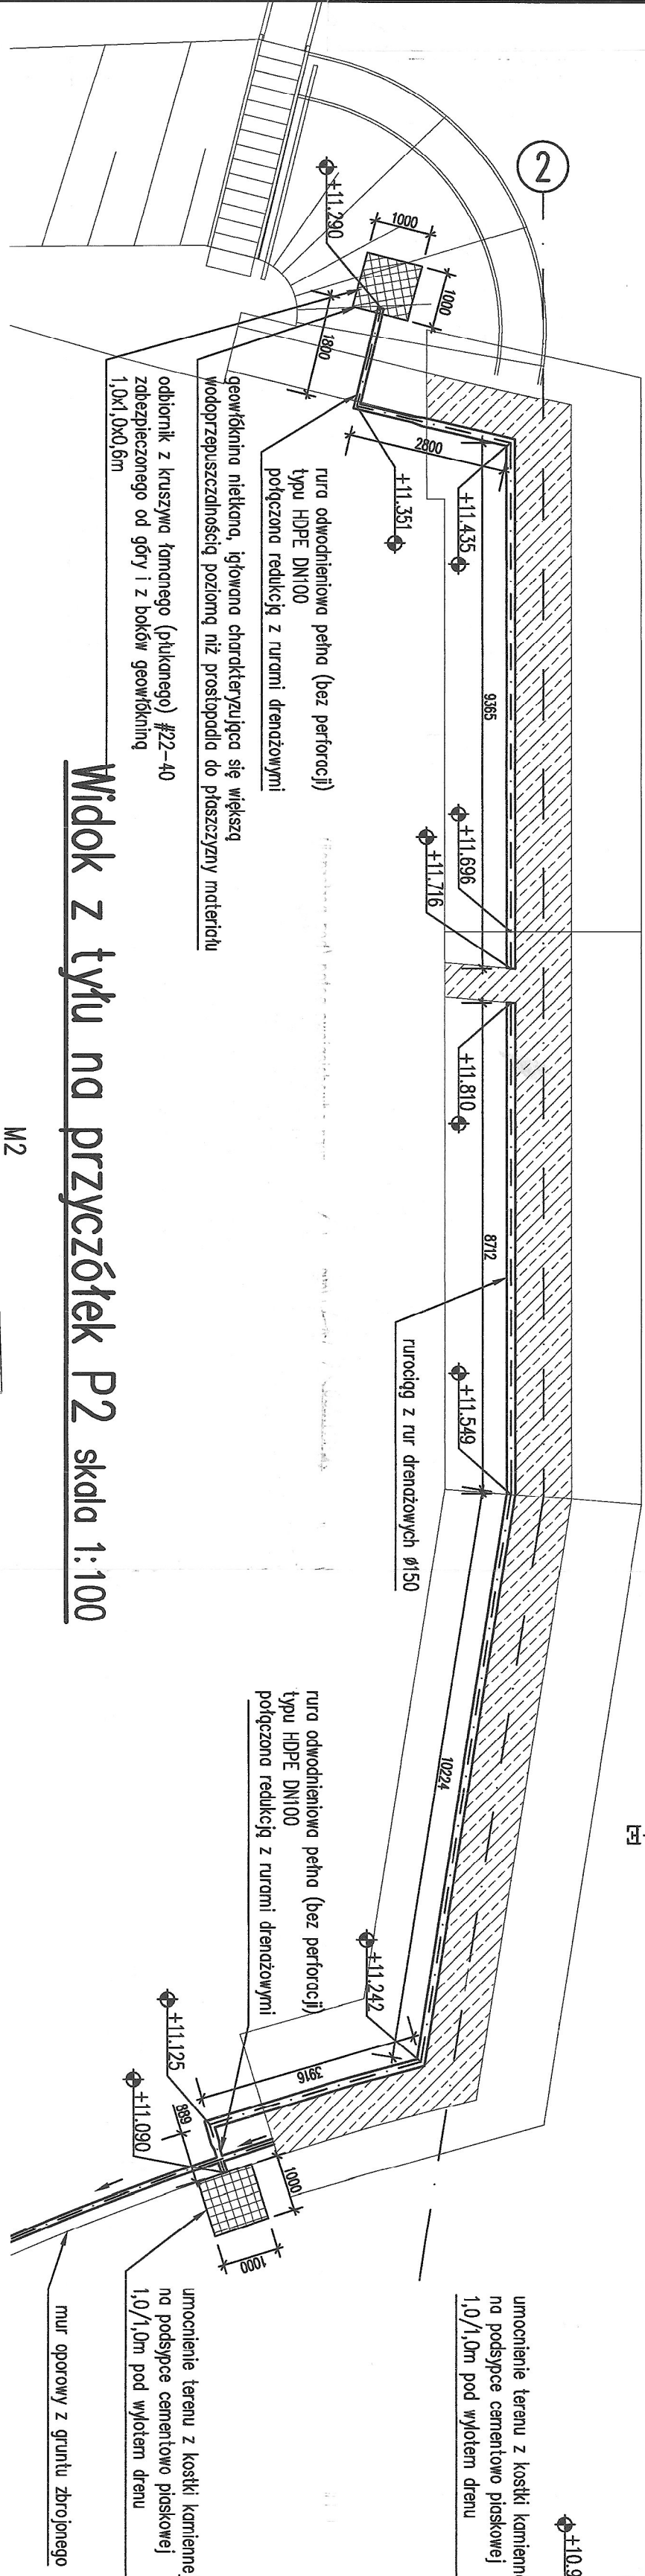 2
+11.290
1000
1000
1800
2800
+11.351
+11.435
9365
+11.696
+11.716
+11.810
8712
+11.549
rurociąg z rur drenażowych ø150
rura odwodnieniowa pełna (bez perforacji)
typu HDPE DN100
połączona redukcją z rurami drenażowymi
geowłóknina nietkana, igłowana charakteryzująca się większą
wodoprzepuszczalnością poziomą niż prostopadła do płaszczyzny materiału
odbiornik z kruszywa łamanego (płukanego) #22-40
zabezpieczonego od góry i z boków geowłókniną
1,0x1,0x0,6m
Widok z tyłu na przyczółek P2 skala 1:100
M2
10224
rura odwodnieniowa pełna (bez perforacji)
typu HDPE DN100
połączona redukcją z rurami drenażowymi
+11.242
3916
+11.125
889
+11.090
1000
1000
umocnienie terenu z kostki kamienne
na podsypce cementowo piaskowej
1,0/1,0m pod wylotem drenu
umocnienie terenu z kostki kamienne
na podsypce cementowo piaskowej
1,0/1,0m pod wylotem drenu
mur oporowy z gruntu zbrojonego
+10.9